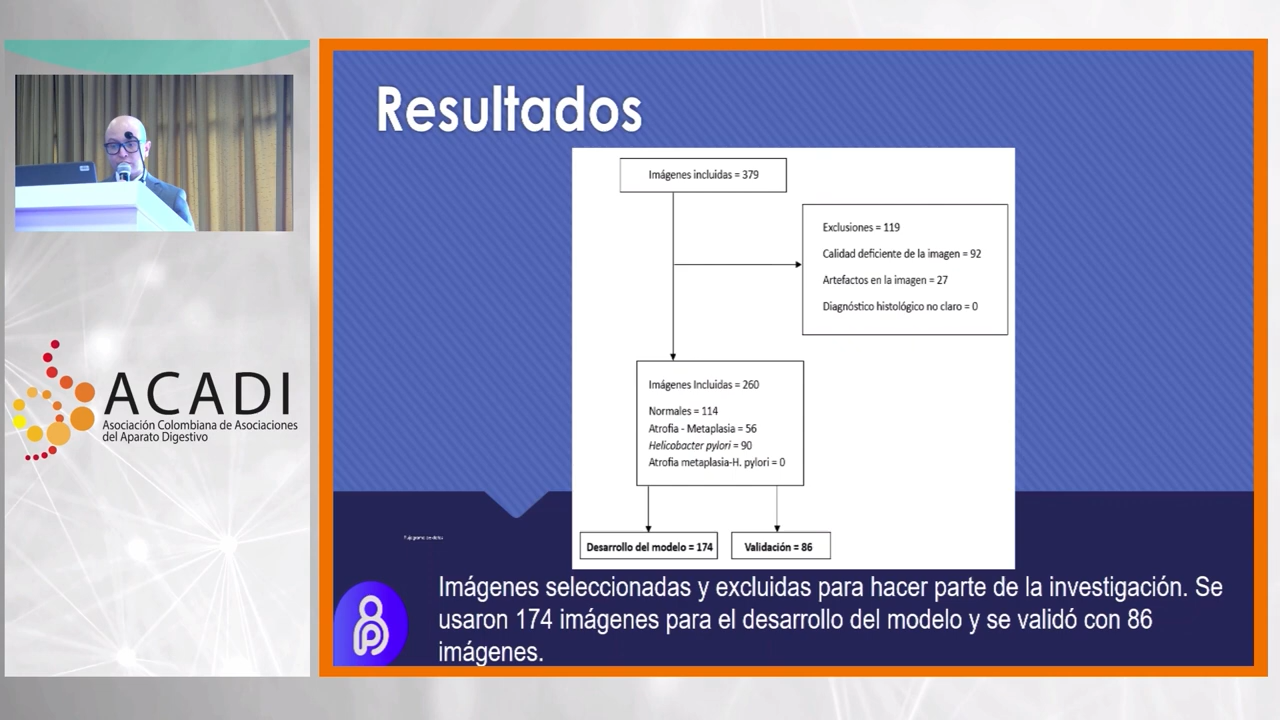 Resultados
Imágenes incluidas = 379
Exclusiones = 119
Calidad deficiente de la imagen = 92
Artefactos en la imagen = 27
Diagnóstico histológico no claro = 0
Imágenes Incluidas = 260
Normales = 114
Atrofia - Metaplasia = 56
Helicobacter pylori = 90
Atrofia metaplasia-H. pylori = 0
Desarrollo del modelo = 174
Validación = 86
Imágenes seleccionadas y excluidas para hacer parte de la investigación. Se
usaron 174 imágenes para el desarrollo del modelo y se validó con 86
imágenes.
ACADI
Asociación Colombiana de Asociaciones
del Aparato Digestivo